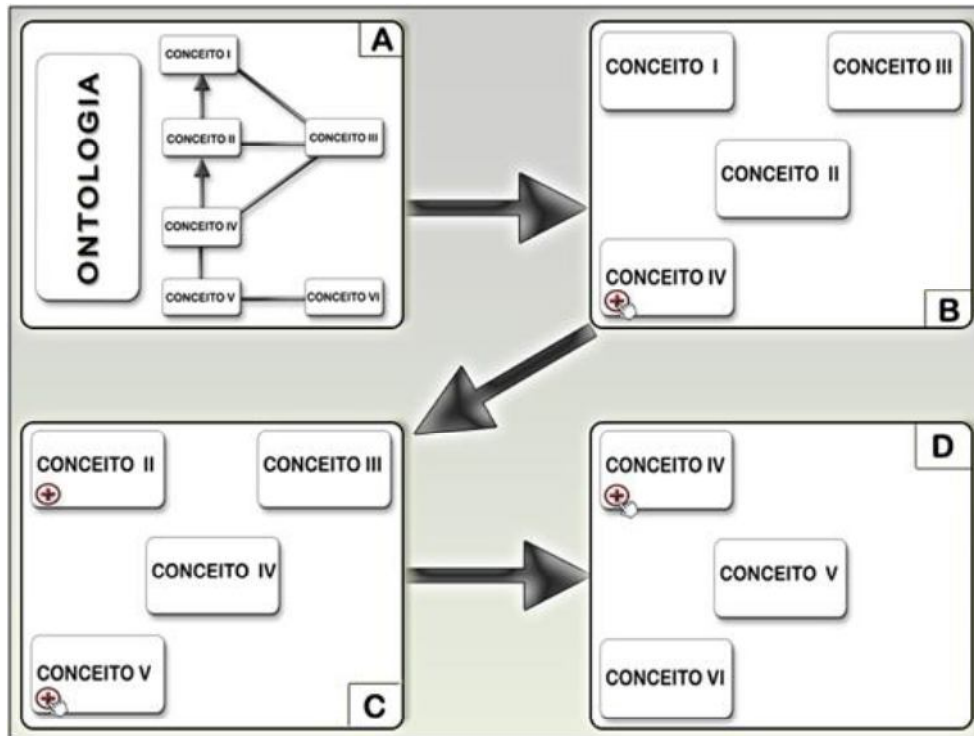 A
ONTOLOGIA
CONCEITO I
CONCEITO II
CONCEITO III
CONCEITO IV
CONCEITO V
CONCEITO VI
B
CONCEITO I
CONCEITO III
CONCEITO II
CONCEITO IV
C
CONCEITO II
CONCEITO III
CONCEITO IV
CONCEITO V
D
CONCEITO IV
CONCEITO V
CONCEITO VI